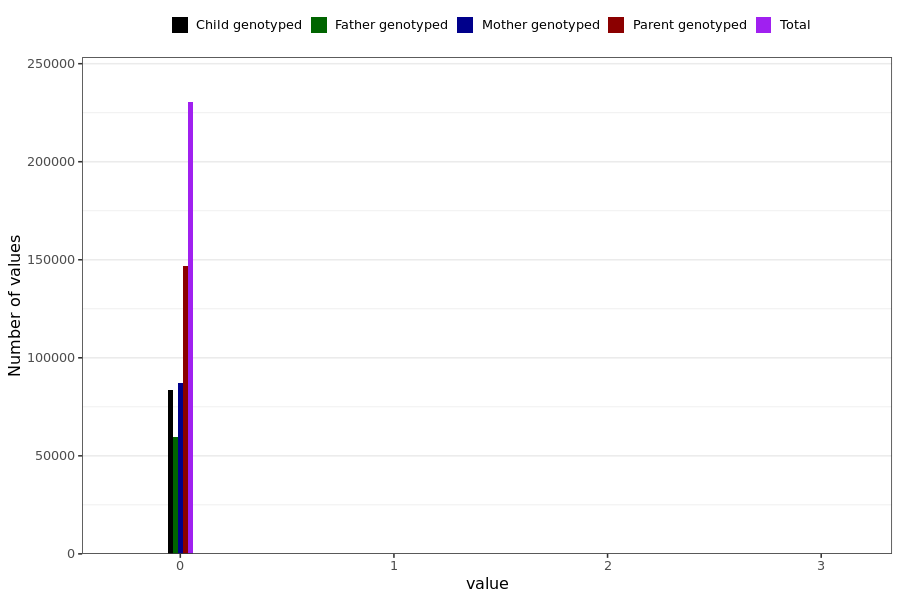 Child genotyped Father genotyped Mother genotyped Parent genotyped Total
250000
200000
150000
100000
50000
0
Number of values
0 1 2 3
value